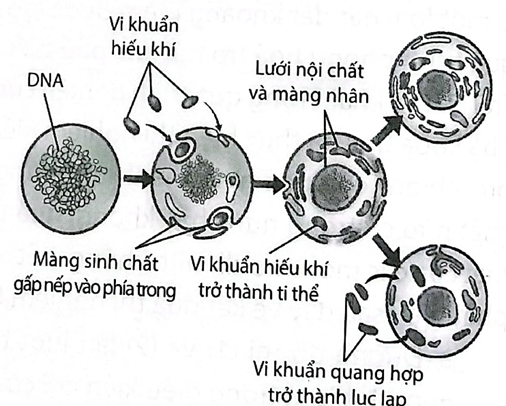 Vi khuẩn
hiếu khí
DNA
Lưới nội chất
và màng nhân
Màng sinh chất
gấp nếp vào phía trong
Vi khuẩn hiếu khí
trở thành ti thể
Vi khuẩn quang hợp
trở thành lục lạp